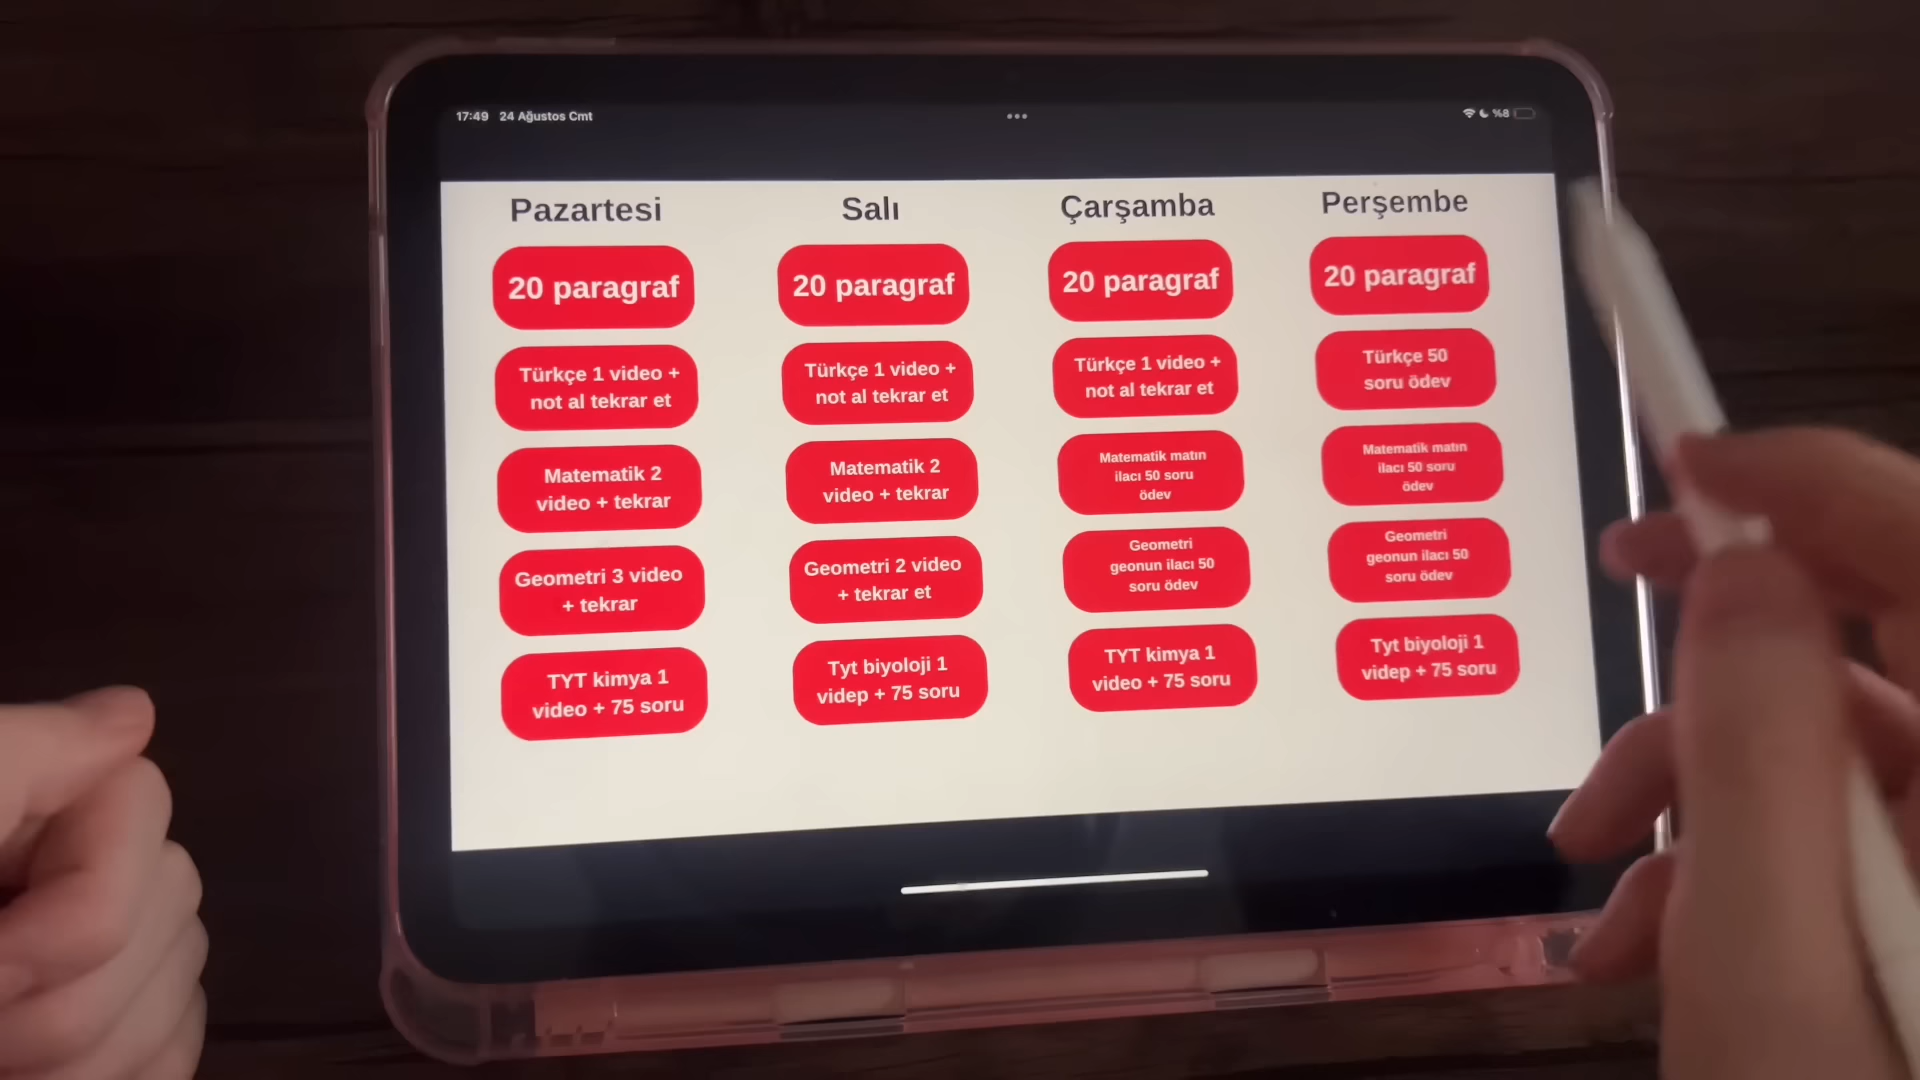 17:49 24 Ağustos Cmt
%8
Pazartesi
20 paragraf
Türkçe 1 video +
not al tekrar et
Matematik 2
video + tekrar
Geometri 3 video
+ tekrar
TYT kimya 1
video + 75 soru
Salı
20 paragraf
Türkçe 1 video +
not al tekrar et
Matematik 2
video + tekrar
Geometri 2 video
+ tekrar et
Tyt biyoloji 1
videp + 75 soru
Çarşamba
20 paragraf
Türkçe 1 video +
not al tekrar et
Matematik matın
ilacı 50 soru
ödev
Geometri
geonun ilacı 50
soru ödev
TYT kimya 1
video + 75 soru
Perşembe
20 paragraf
Türkçe 50
soru ödev
Matematik matın
ilacı 50 soru
ödev
Geometri
geonun ilacı 50
soru ödev
Tyt biyoloji 1
videp + 75 soru